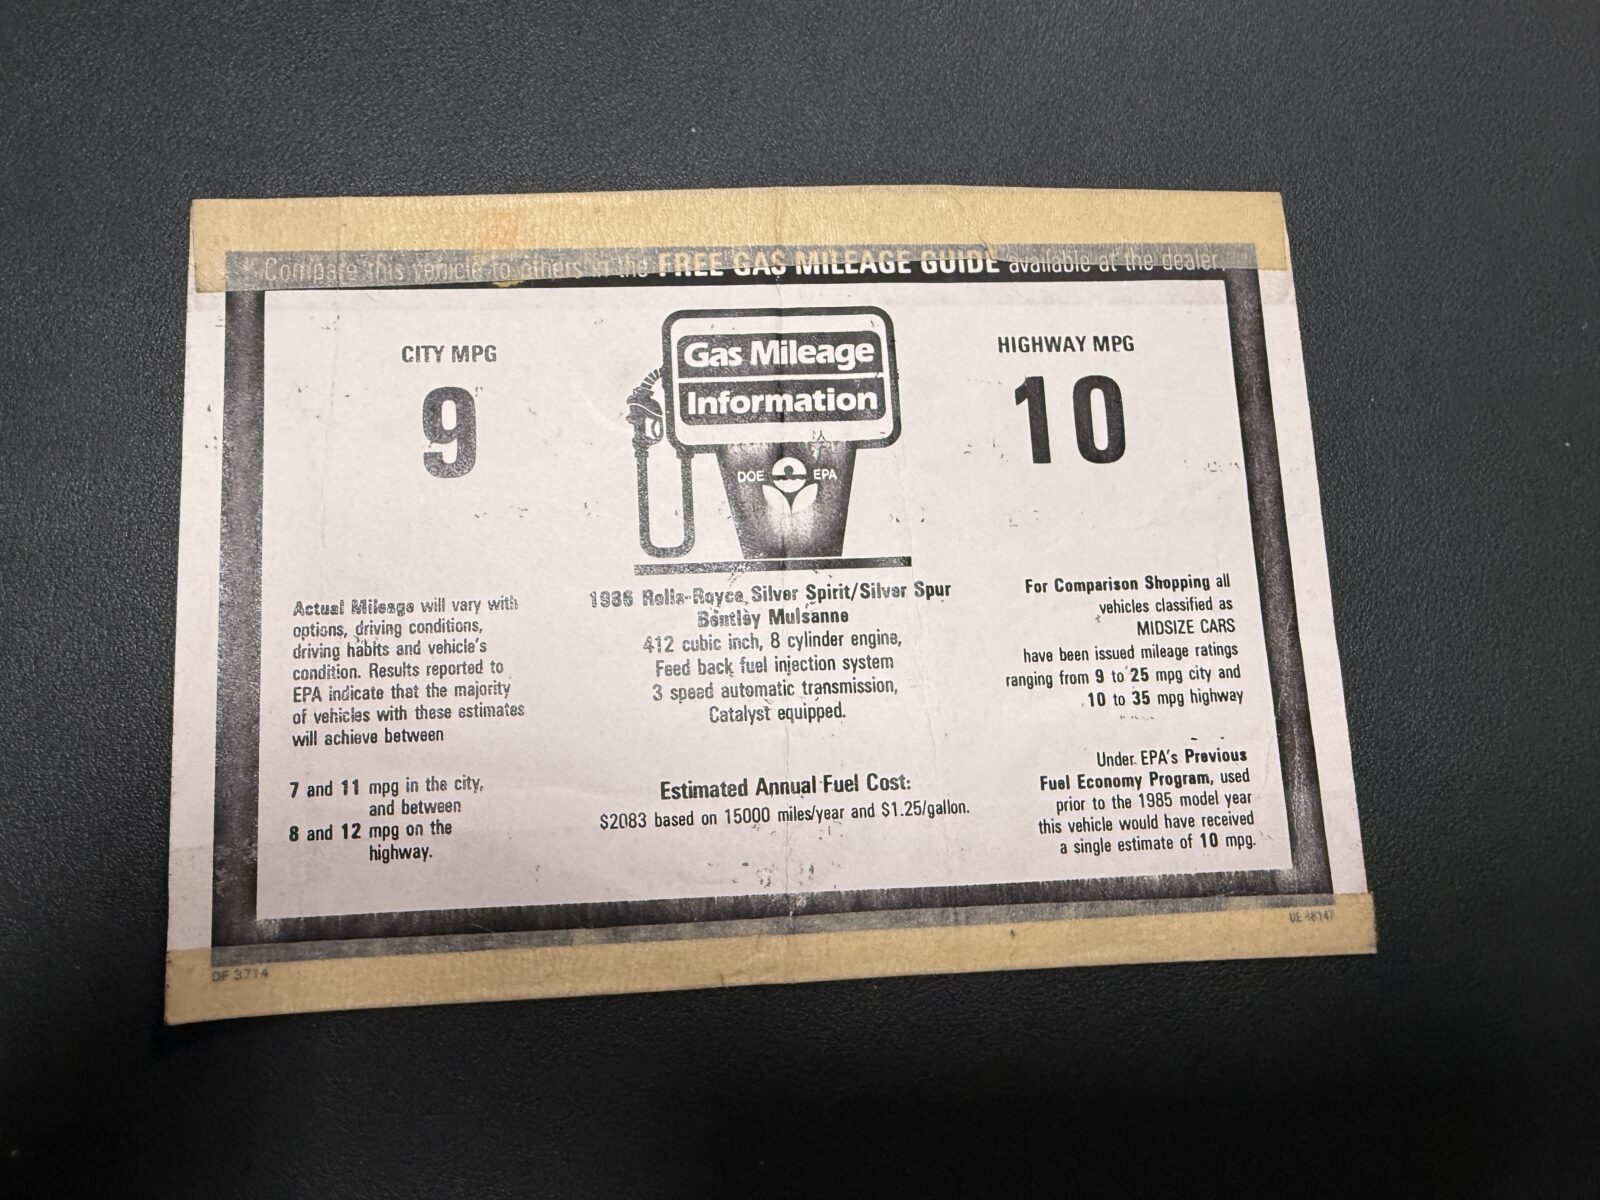 Compare this vehicle to others in the FREE GAS MILEAGE GUIDE available at the dealer.
CITY MPG
9
Gas Mileage
Information
DOE EPA
HIGHWAY MPG
10
Actual Mileage will vary with
options, driving conditions,
driving habits and vehicle's
condition. Results reported to
EPA indicate that the majority
of vehicles with these estimates
will achieve between
7 and 11 mpg in the city,
and between
8 and 12 mpg on the
highway.
1986 Rolls-Royce, Silver Spirit/Silver Spur
Bentley Mulsanne
412 cubic inch, 8 cylinder engine,
Feed back fuel injection system
3 speed automatic transmission,
Catalyst equipped.
Estimated Annual Fuel Cost:
$2083 based on 15000 miles/year and $1.25/gallon.
For Comparison Shopping all
vehicles classified as
MIDSIZE CARS
have been issued mileage ratings
ranging from 9 to 25 mpg city and
10 to 35 mpg highway
Under EPA's Previous
Fuel Economy Program, used
prior to the 1985 model year
this vehicle would have received
a single estimate of 10 mpg.
DF 3714
UE 48147